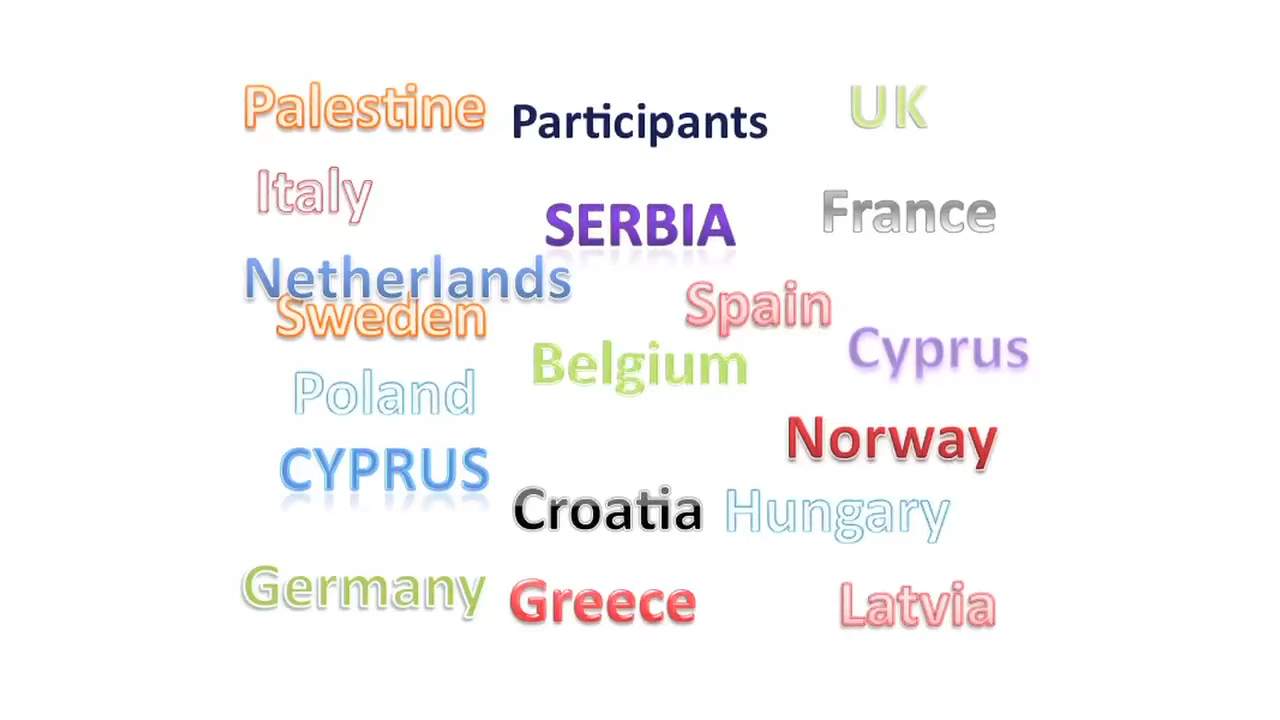 Palestine
Participants
UK
Italy
SERBIA
France
Netherlands
Sweden
Spain
Cyprus
Belgium
Poland
Norway
CYPRUS
Croatia
Hungary
Germany
Greece
Latvia